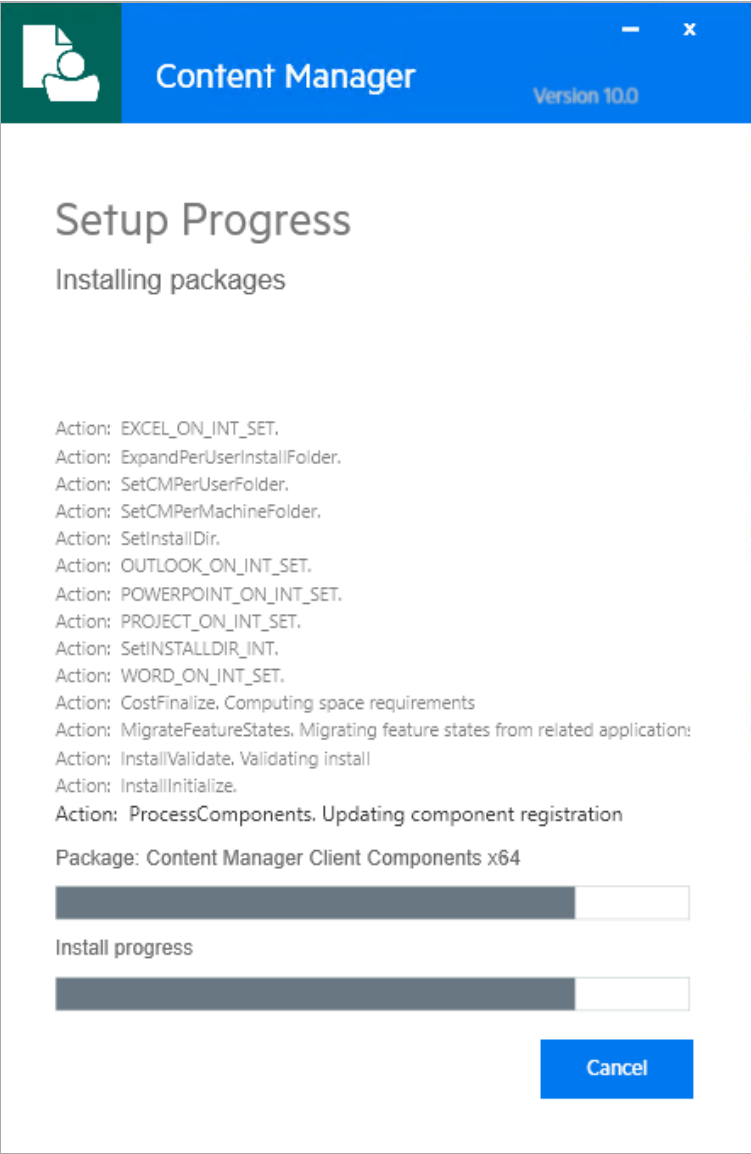 Content Manager
Version 10.0
Setup Progress
Installing packages
Action: EXCEL_ON_INT_SET.
Action: ExpandPerUserInstallFolder.
Action: SetCMPerUserFolder.
Action: SetCMPerMachineFolder.
Action: SetInstallDir.
Action: OUTLOOK_ON_INT_SET.
Action: POWERPOINT_ON_INT_SET.
Action: PROJECT_ON_INT_SET.
Action: SetINSTALLDIR_INT.
Action: WORD_ON_INT_SET.
Action: CostFinalize. Computing space requirements
Action: MigrateFeatureStates. Migrating feature states from related applications
Action: InstallValidate. Validating install
Action: InstallInitialize.
Action: ProcessComponents. Updating component registration
Package: Content Manager Client Components x64
Install progress
Cancel